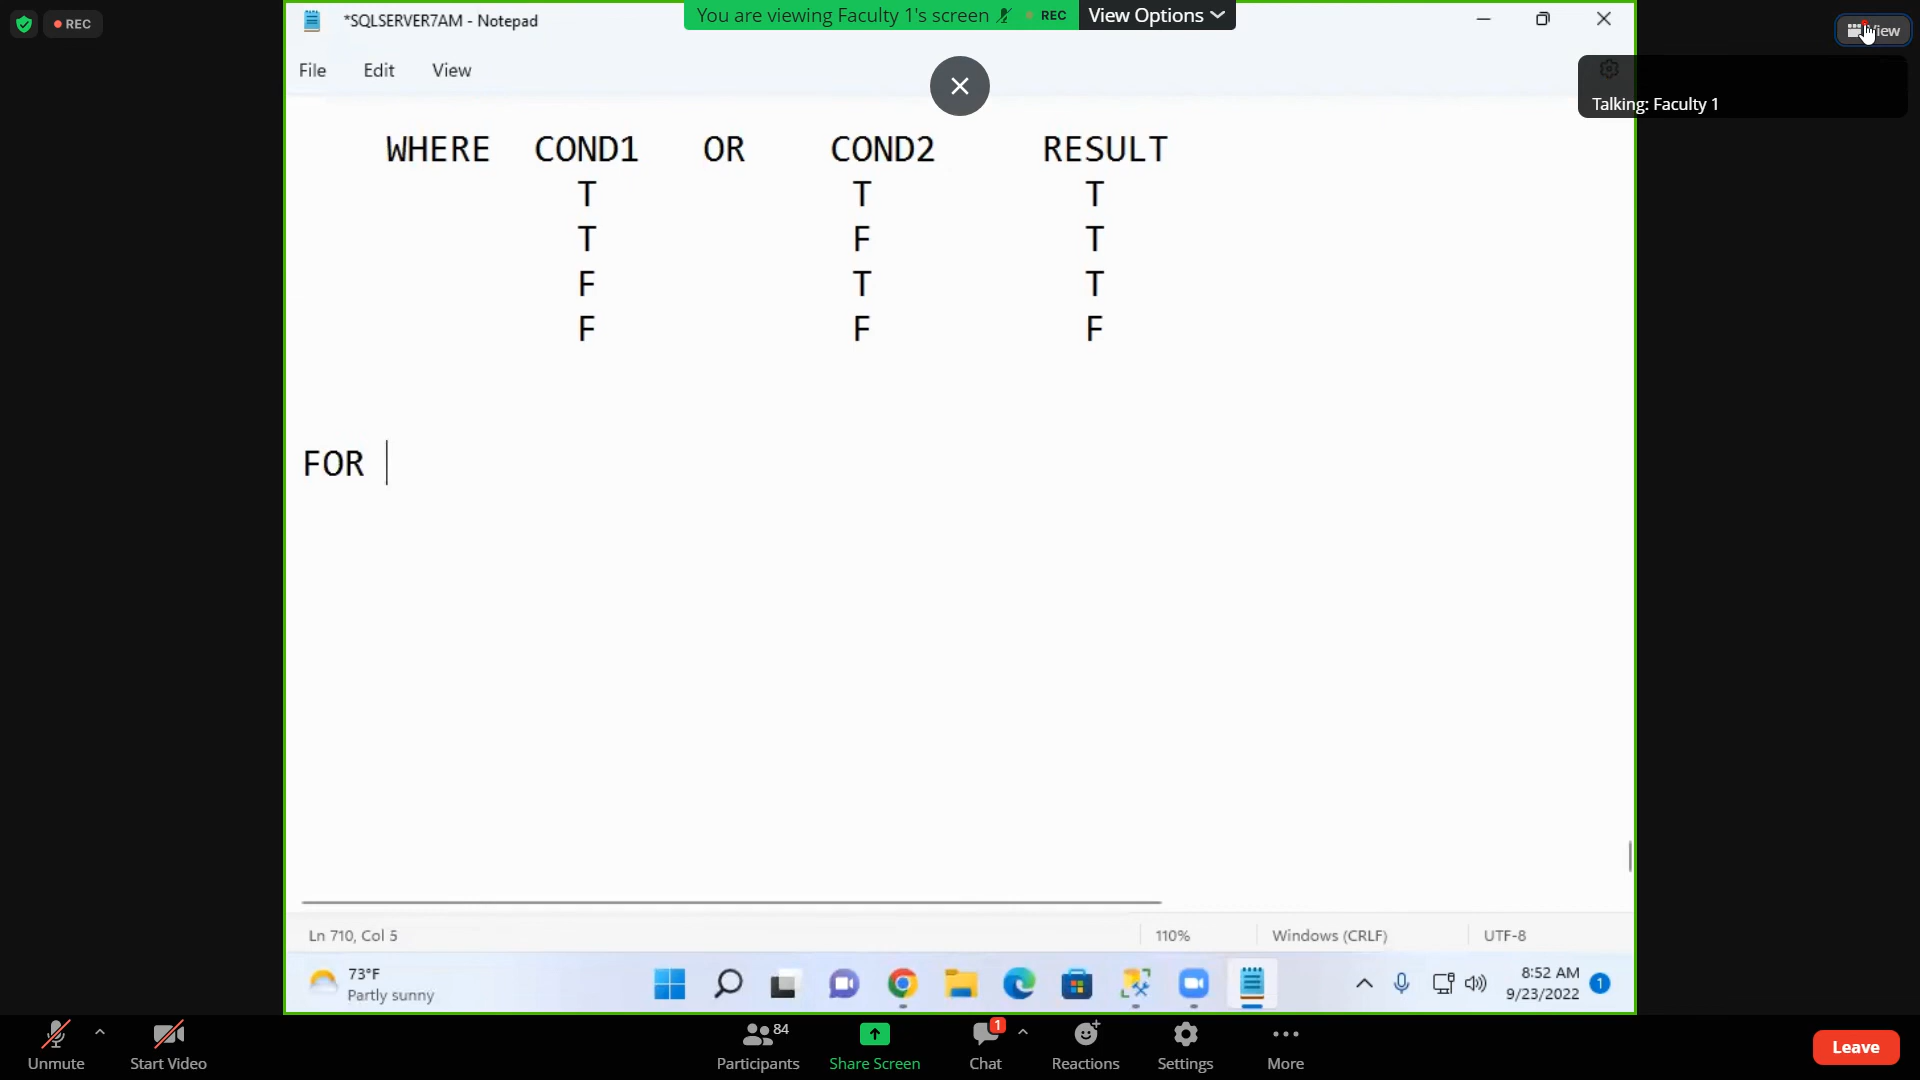 REC
*SQLSERVER7AM - Notepad
You are viewing Faculty 1's screen REC View Options
View
File Edit View
Talking: Faculty 1
WHERE COND1 OR COND2 RESULT
T T T
T F T
F T T
F F F
FOR
Ln 710, Col 5 110% Windows (CRLF) UTF-8
73°F
Partly sunny
8:52 AM
9/23/2022
1
84
1
Unmute Start Video Participants Share Screen Chat Reactions Settings More
Leave